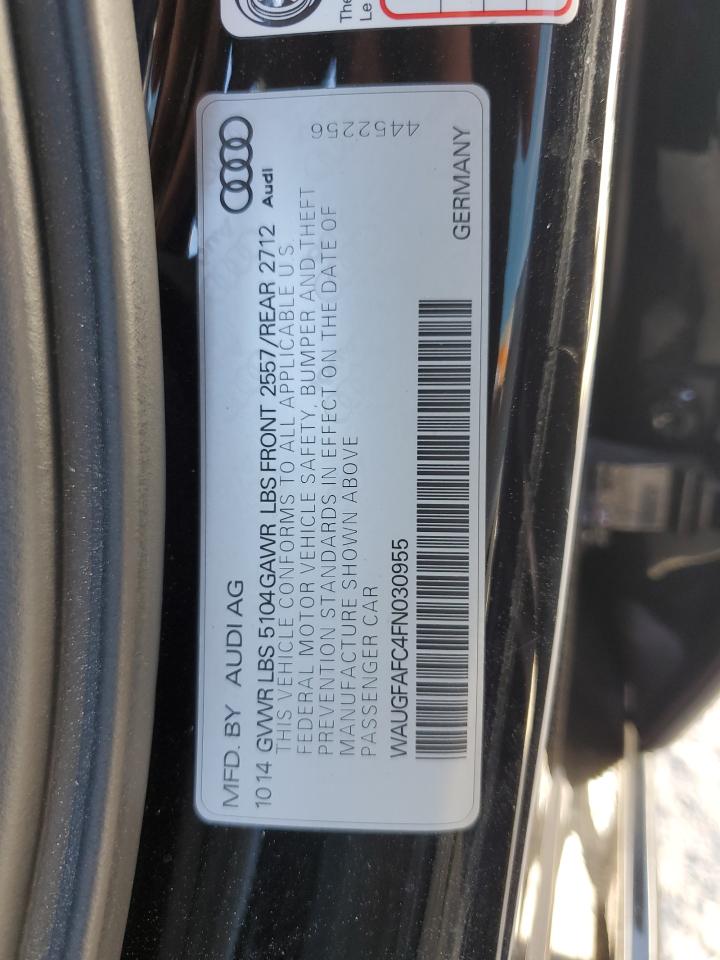 MFD. BY AUDI AG
Audi
10 14 GVWR LBS 5104 GAWR LBS FRONT 2557/REAR 2712
THIS VEHICLE CONFORMS TO ALL APPLICABLE U S
FEDERAL MOTOR VEHICLE SAFETY, BUMPER AND THEFT
PREVENTION STANDARDS IN EFFECT ON THE DATE OF
MANUFACTURE SHOWN ABOVE
PASSENGER CAR
4452256
WAUGFAFC4FN030955
GERMANY
The
Le